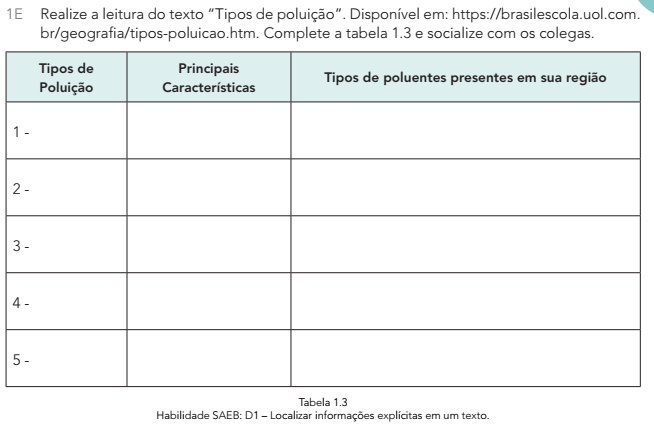 1E Realize a leitura do texto “Tipos de poluição”. Disponível em: https://brasilescola.uol.com.
br/geografia/tipos-poluicao.htm. Complete a tabela 1.3 e socialize com os colegas.
Tipos de
Poluição
Principais
Características
Tipos de poluentes presentes em sua região
1 -
2 -
3 -
4 -
5 -
Tabela 1.3
Habilidade SAEB: D1 – Localizar informações explícitas em um texto.